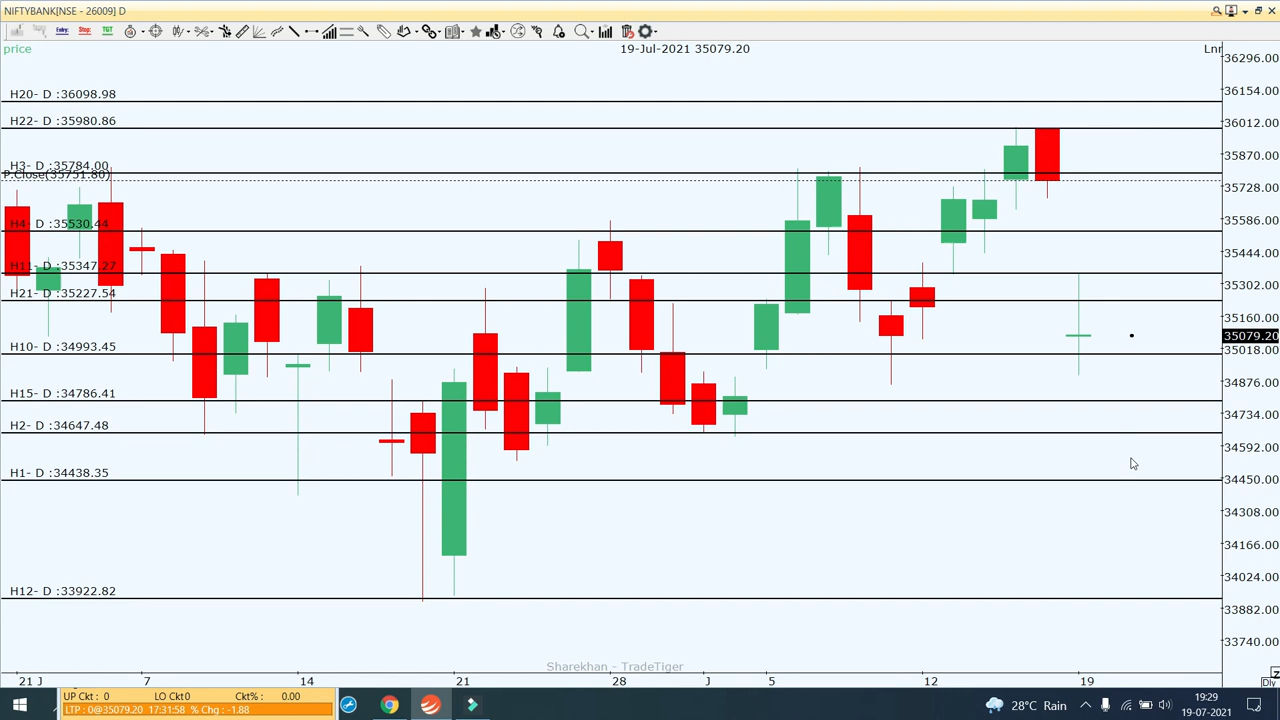 NIFTYBANK[NSE - 26009] D
Entry: Stop: TGT
price
19-Jul-2021 35079.20
Lnr
H20- D :36098.98
H22- D :35980.86
H3- D :35784.00
P.Close(35751.80)
H4- D :35530.44
H11- D :35347.27
H21- D :35227.54
H10- D :34993.45
H15- D :34786.41
H2- D :34647.48
H1- D :34438.35
H12- D :33922.82
36296.00
36154.00
36012.00
35870.00
35728.00
35586.00
35444.00
35302.00
35160.00
35079.20
35018.00
34876.00
34734.00
34592.00
34450.00
34308.00
34166.00
34024.00
33882.00
33740.00
Sharekhan - TradeTiger
21 J 7 14 21 28 J 5 12 19
Dly
UP Ckt : 0 LO Ckt0 Ckt% : 0.00
LTP : 0@35079.20 17:31:58 % Chg : -1.88
28°C Rain
19:29
19-07-2021